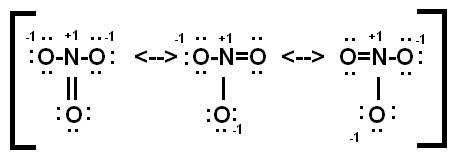 -1 +1 -1 -1 +1 +1 -1
O-N-O <--> O-N=O <--> O=N-O
O O O
-1 -1